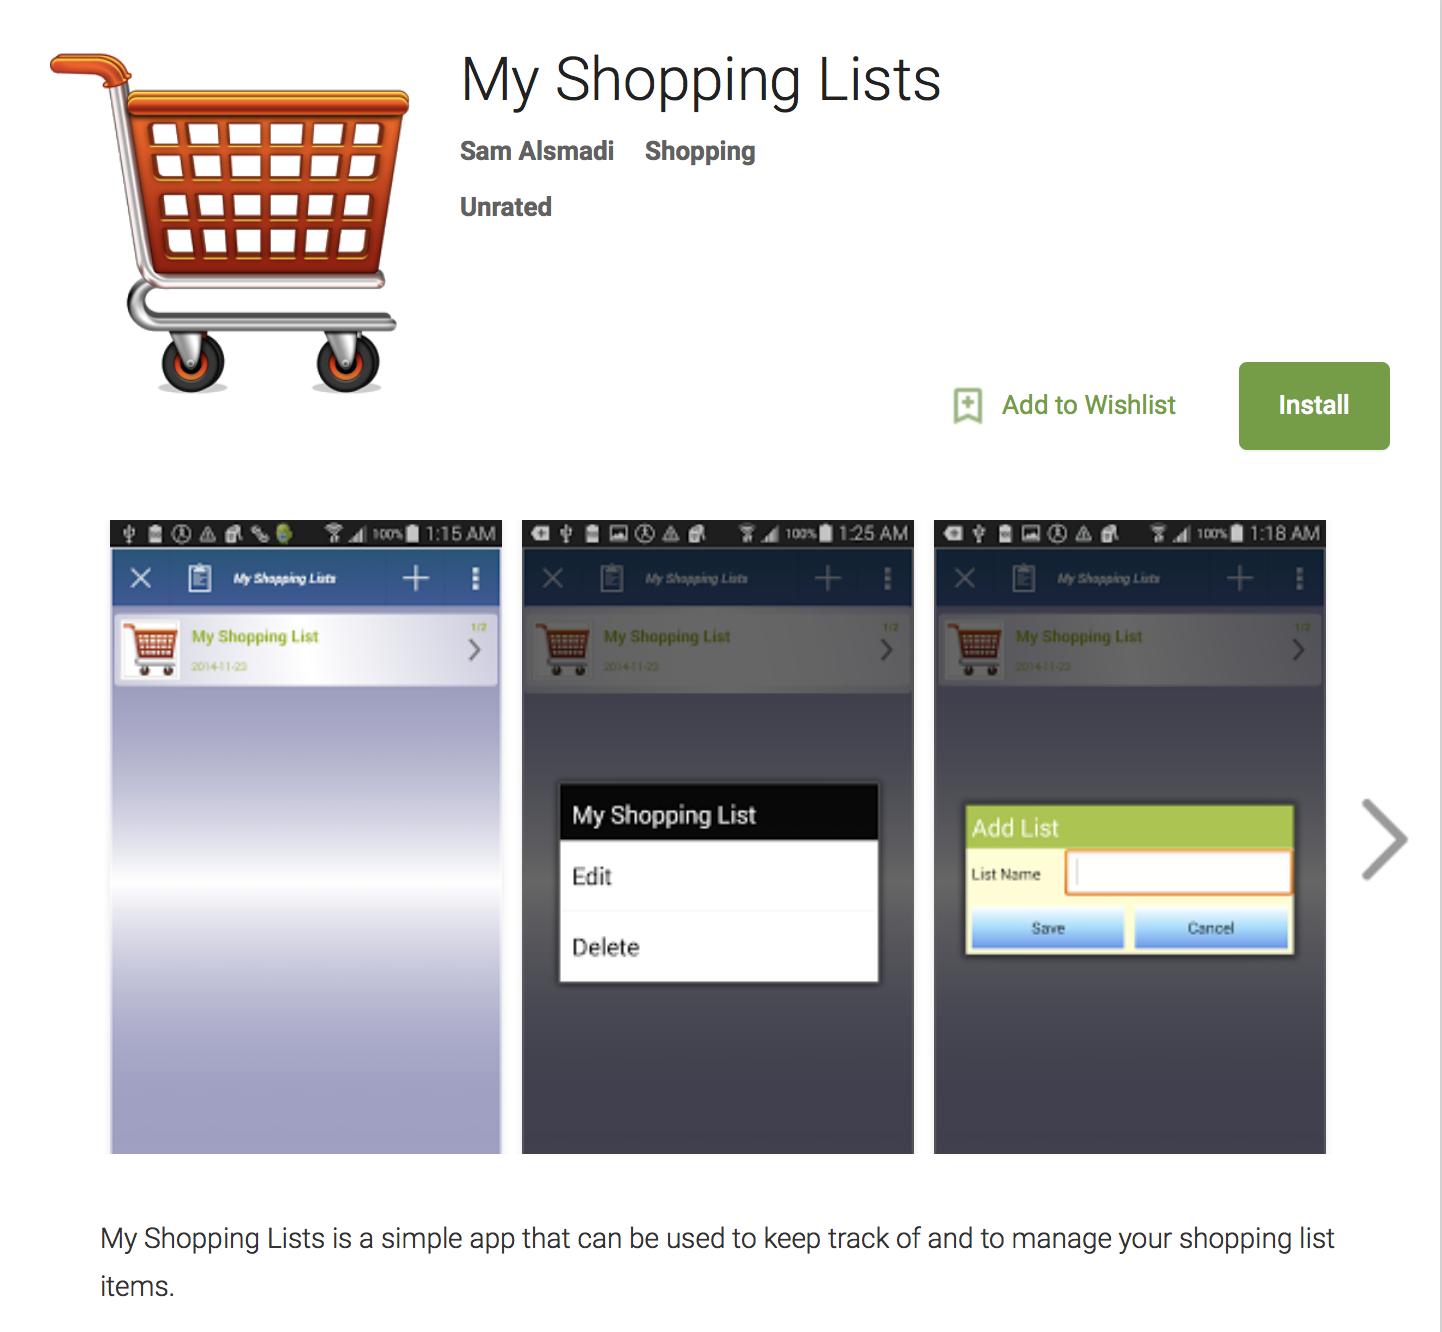 My Shopping Lists
Sam Alsmadi Shopping
Unrated
Add to Wishlist
Install
100% 1:15 AM
My Shopping Lists
My Shopping List
1/2
2014-11-23
100% 1:25 AM
My Shopping Lists
My Shopping List
1/2
2014-11-23
My Shopping List
Edit
Delete
100% 1:18 AM
My Shopping Lists
My Shopping List
1/2
2014-11-23
Add List
List Name
Save Cancel
My Shopping Lists is a simple app that can be used to keep track of and to manage your shopping list
items.